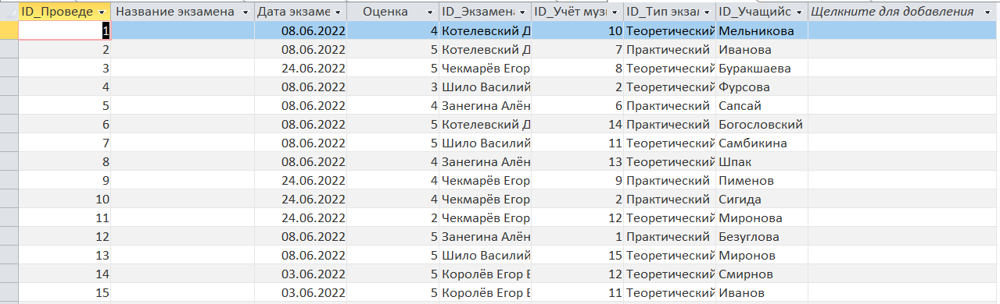 ID_Проведе Название экзамена Дата экзаме Оценка ID_Экзамена ID_Учёт муз ID_Тип экзам ID_Учащийс Щелкните для добавления
1 08.06.2022 4 Котелевский Д 10 Теоретический Мельникова
2 08.06.2022 5 Котелевский Д 7 Практический Иванова
3 24.06.2022 5 Чекмарёв Егор 8 Теоретический Буракшаева
4 08.06.2022 3 Шило Василий 2 Теоретический Фурсова
5 08.06.2022 4 Занегина Алён 6 Практический Сапсай
6 08.06.2022 5 Котелевский Д 14 Практический Богословский
7 08.06.2022 5 Шило Василий 11 Теоретический Самбикина
8 08.06.2022 4 Занегина Алён 13 Теоретический Шпак
9 24.06.2022 4 Чекмарёв Егор 9 Практический Пименов
10 24.06.2022 4 Чекмарёв Егор 2 Практический Сигида
11 24.06.2022 2 Чекмарёв Егор 12 Теоретический Миронова
12 08.06.2022 5 Занегина Алён 1 Практический Безуглова
13 08.06.2022 5 Шило Василий 15 Теоретический Миронов
14 03.06.2022 5 Королёв Егор В 12 Теоретический Смирнов
15 03.06.2022 5 Королёв Егор В 11 Теоретический Иванов